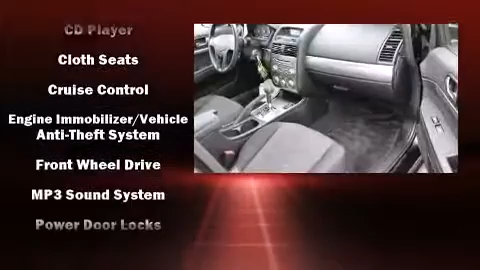 CD Player
Cloth Seats
Cruise Control
Engine Immobilizer/Vehicle
Anti-Theft System
Front Wheel Drive
MP3 Sound System
Power Door Locks